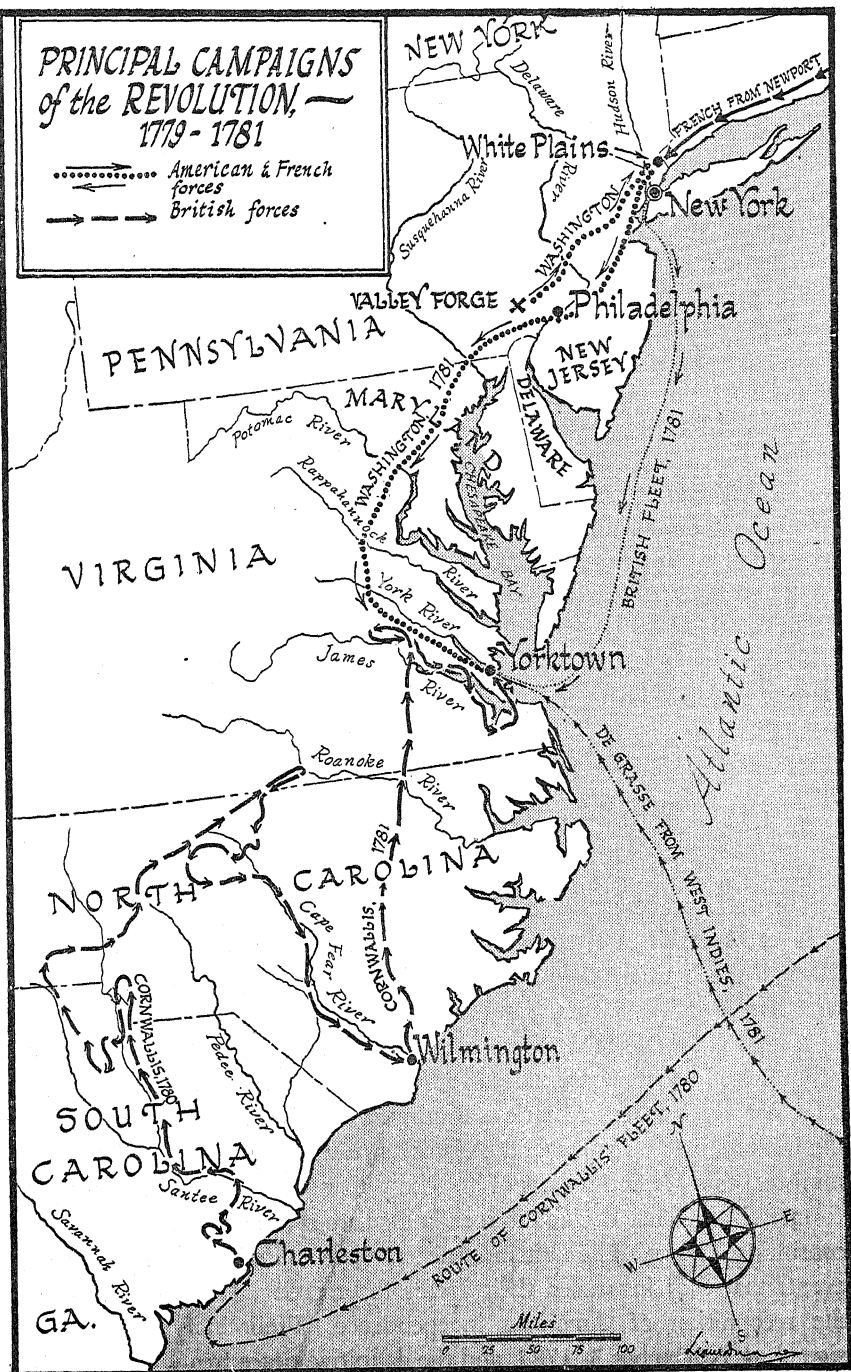 PRINCIPAL CAMPAIGNS
of the REVOLUTION,
1779-1781
American & French
forces
British forces
NEW YORK
Delaware
River
Hudson River
FRENCH FROM NEWPORT
White Plains
Susquehanna River
WASHINGTON
New York
VALLEY FORGE
Philadelphia
PENNSYLVANIA
NEW
JERSEY
WASHINGTON 1781
MARY
L
A
N
D
DELAWARE
Potomac River
Rappahannock
River
CHESAPEAKE
BAY
BRITISH FLEET, 1781
Atlantic Ocean
VIRGINIA
York River
Yorktown
James
River
Roanoke
River
DE GRASSE FROM WEST INDIES,
1781
NORTH CAROLINA
Cape Fear River
CORNWALLIS, 1781
CORNWALLIS, 1780
Pedee River
Wilmington
SOUTH
CAROLINA
Santee River
Savannah River
Charleston
ROUTE OF CORNWALLIS' FLEET, 1780
GA.
N
E
W
S
Miles
0 25 50 75 100